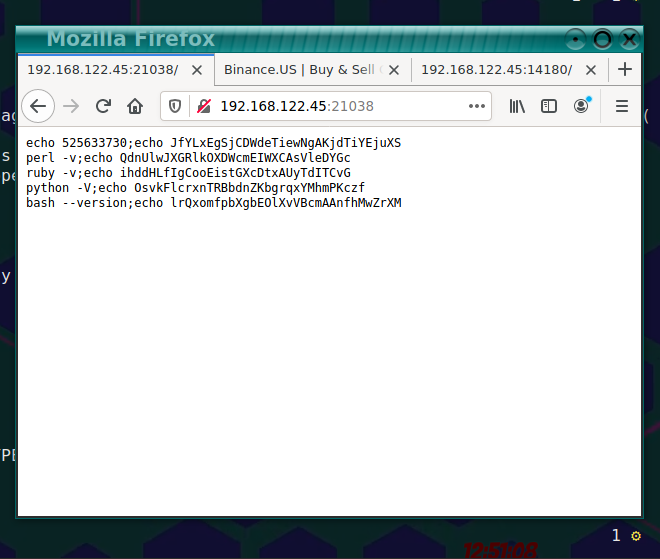 Mozilla Firefox
192.168.122.45:21038/
Binance.US | Buy & Sell
192.168.122.45:14180/
192.168.122.45:21038
echo 525633730;echo JfYLxEgSjCDWdeTiewNgAKjdTiYEjuXS
perl -v;echo QdnUlwJXGRlkOXDWcmEIWXCAsVleDYGc
ruby -v;echo ihddHLfIgCooEistGXcDtxAUyTdITCvG
python -V;echo OsvkFlcrxnTRBbdnZKbgrqxYMhmPKczf
bash --version;echo lrQxomfpbXgbEOlXvVBcmAAnfhMwZrXM
1